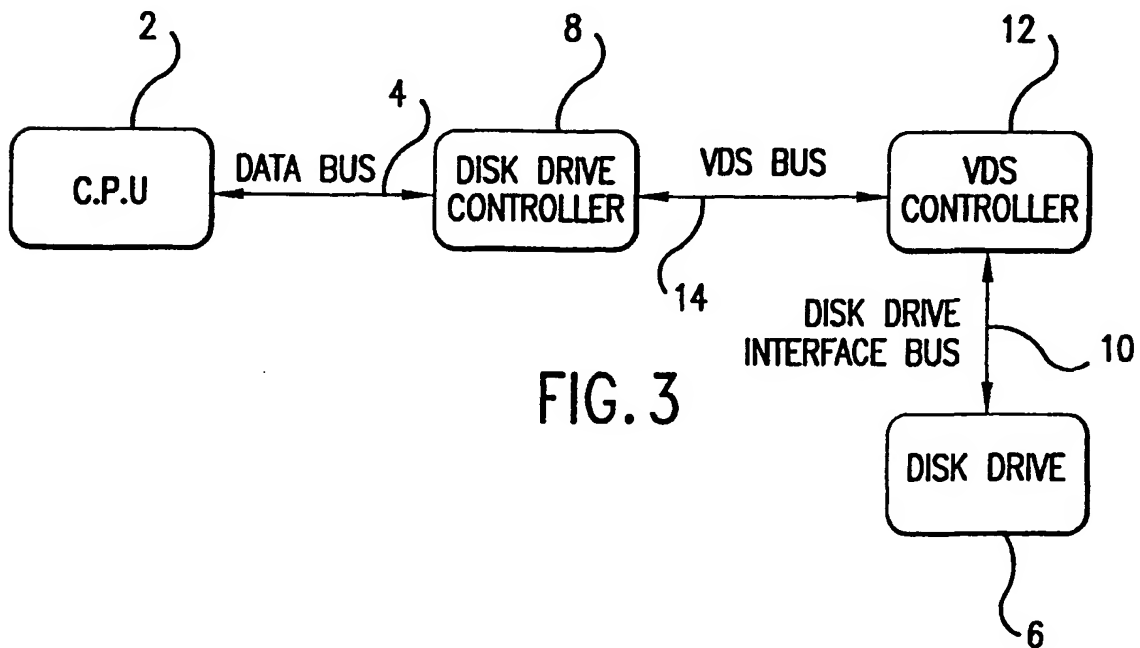 2
8
12
4
C.P.U
DATA BUS
DISK DRIVE
CONTROLLER
VDS BUS
VDS
CONTROLLER
14
DISK DRIVE
INTERFACE BUS
10
FIG. 3
DISK DRIVE
6